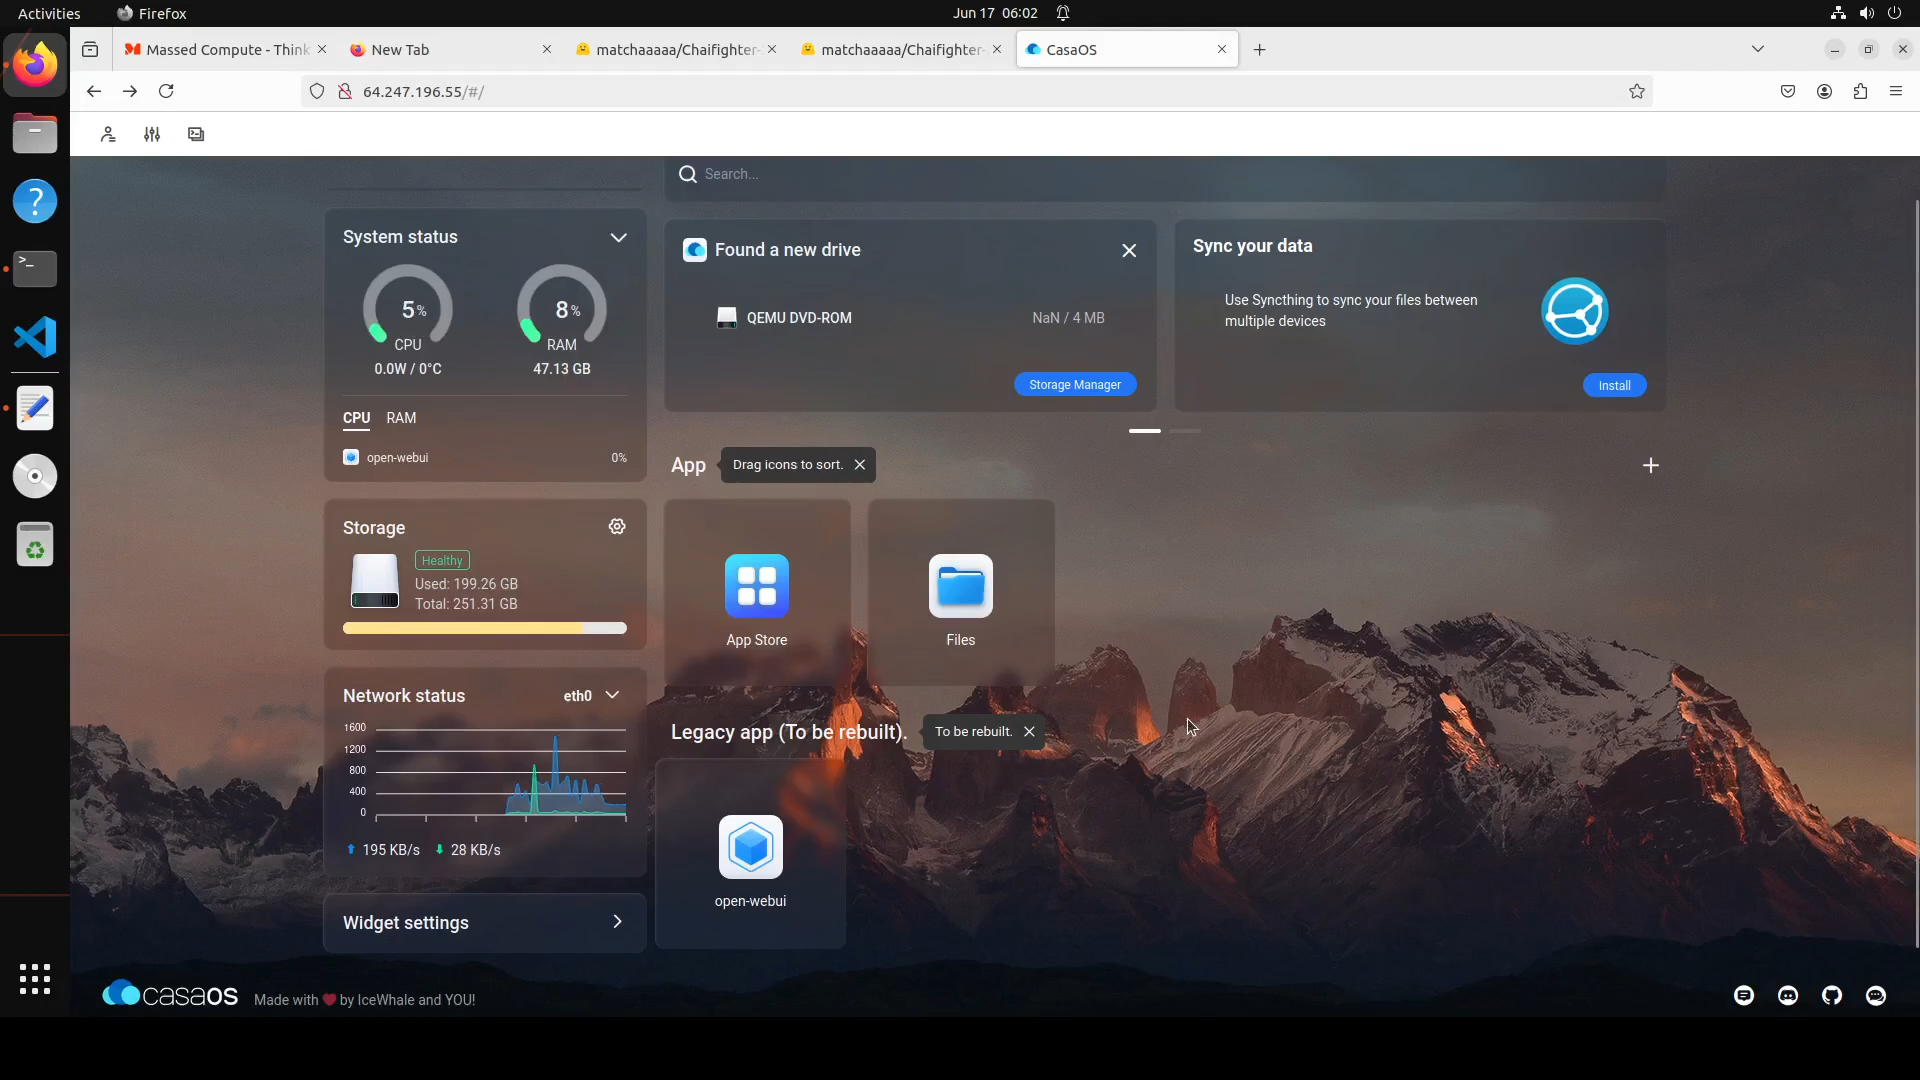 Activities
Firefox
Jun 17 06:02
Massed Compute - Think
New Tab
matchaaaaa/Chaifighter-
matchaaaaa/Chaifighter-
CasaOS
64.247.196.55/#/
Search...
System status
5%
CPU
0.0W / 0°C
8%
RAM
47.13 GB
CPU
RAM
open-webui
0%
Found a new drive
QEMU DVD-ROM
NaN / 4 MB
Storage Manager
Sync your data
Use Syncthing to sync your files between
multiple devices
Install
App
Drag icons to sort.
Storage
Healthy
Used: 199.26 GB
Total: 251.31 GB
App Store
Files
Network status
eth0
1600
1200
800
400
0
195 KB/s
28 KB/s
Legacy app (To be rebuilt).
To be rebuilt.
open-webui
Widget settings
casaos
Made with ❤ by IceWhale and YOU!